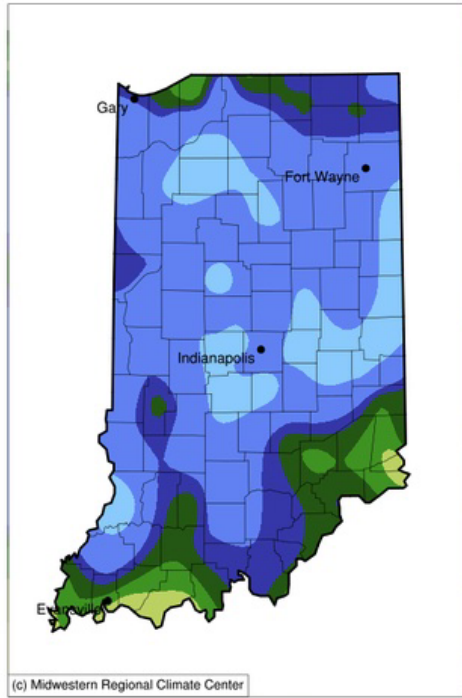 Gary
Fort Wayne
Indianapolis
Evansville
(c) Midwestern Regional Climate Center